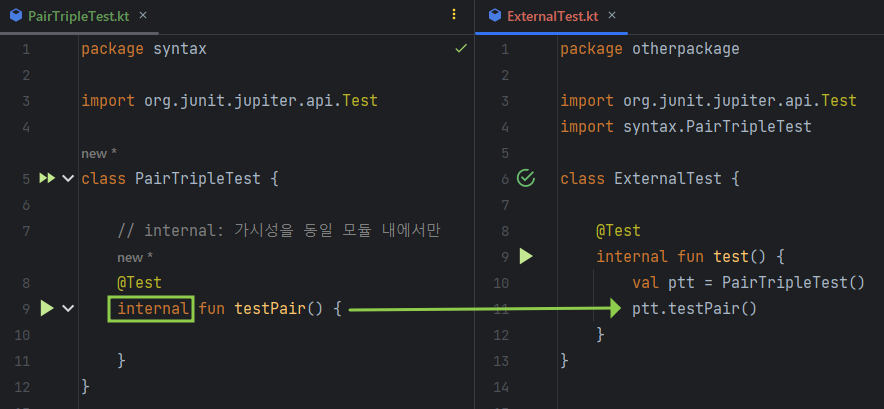 PairTripleTest.kt
1 package syntax
2
3 import org.junit.jupiter.api.Test
4
new *
5 class PairTripleTest {
6
7 // internal: 가시성을 동일 모듈 내에서만
new *
8 @Test
9 internal fun testPair() {
10
11 }
12 }
ExternalTest.kt
1 package otherpackage
2
3 import org.junit.jupiter.api.Test
4 import syntax.PairTripleTest
5
6 class ExternalTest {
7
8 @Test
9 internal fun test() {
10 val ptt = PairTripleTest()
11 ptt.testPair()
12 }
13 }
14